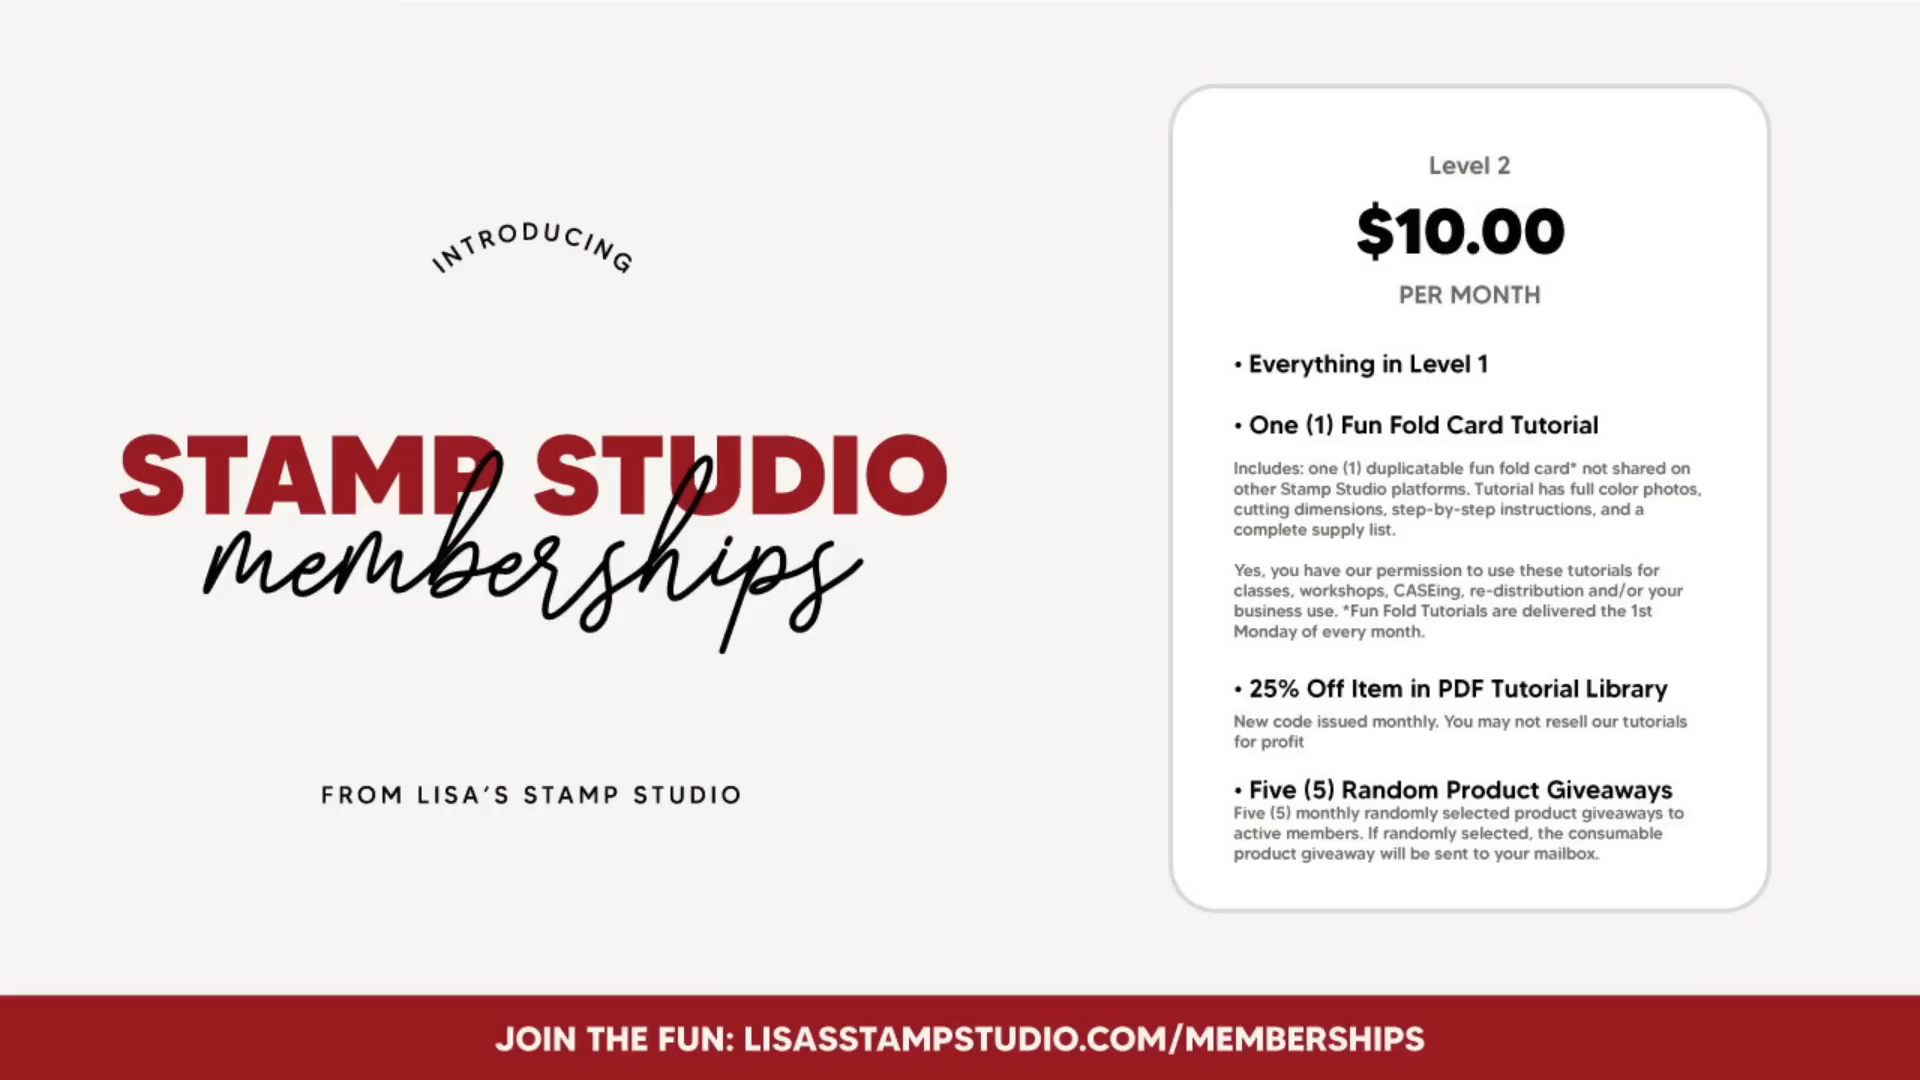 INTRODUCING
STAMP STUDIO
memberships
FROM LISA'S STAMP STUDIO
Level 2
$10.00
PER MONTH
• Everything in Level 1
• One (1) Fun Fold Card Tutorial
Includes: one (1) duplicatable fun fold card* not shared on
other Stamp Studio platforms. Tutorial has full color photos,
cutting dimensions, step-by-step instructions, and a
complete supply list.
Yes, you have our permission to use these tutorials for
classes, workshops, CASEing, re-distribution and/or your
business use. *Fun Fold Tutorials are delivered the 1st
Monday of every month.
• 25% Off Item in PDF Tutorial Library
New code issued monthly. You may not resell our tutorials
for profit
• Five (5) Random Product Giveaways
Five (5) monthly randomly selected product giveaways to
active members. If randomly selected, the consumable
product giveaway will be sent to your mailbox.
JOIN THE FUN: LISASSTAMPSTUDIO.COM/MEMBERSHIPS